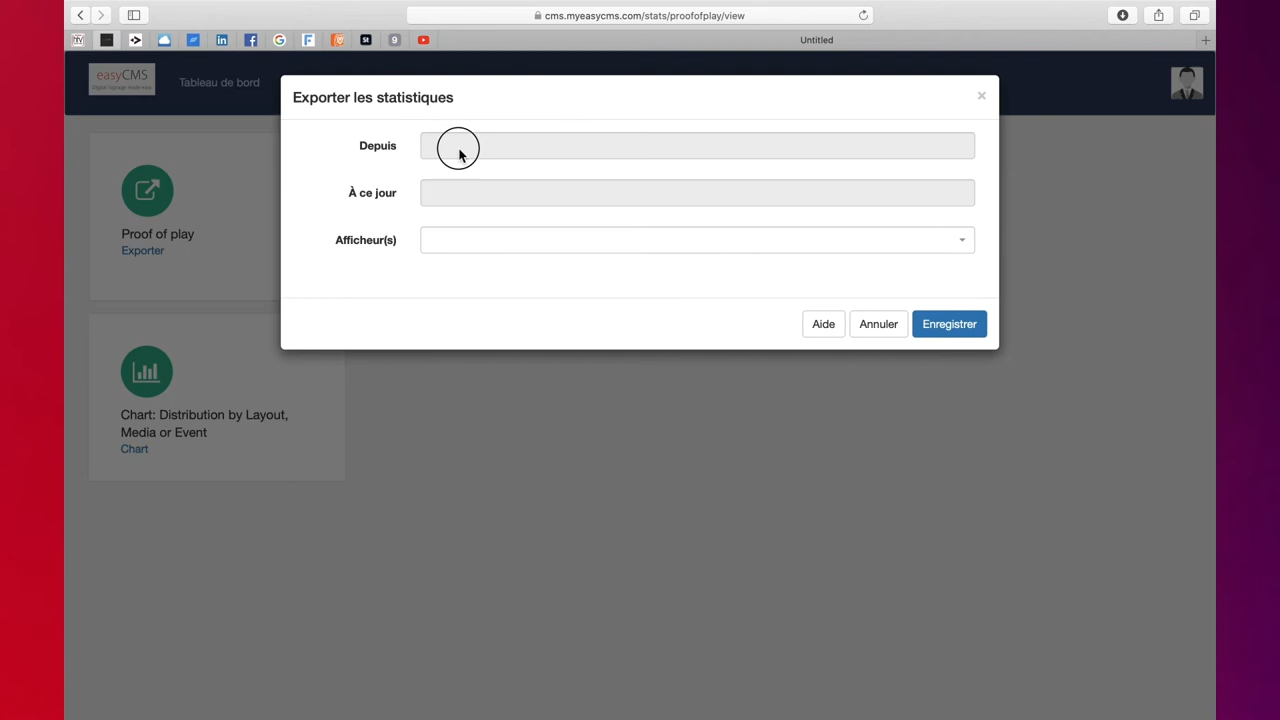 cms.myeasycms.com/stats/proofofplay/view
Untitled
easyCMS
Digital signage made easy
Tableau de bord
Exporter les statistiques
×
Depuis
À ce jour
Afficheur(s)
Aide
Annuler
Enregistrer
Proof of play
Exporter
Chart: Distribution by Layout,
Media or Event
Chart